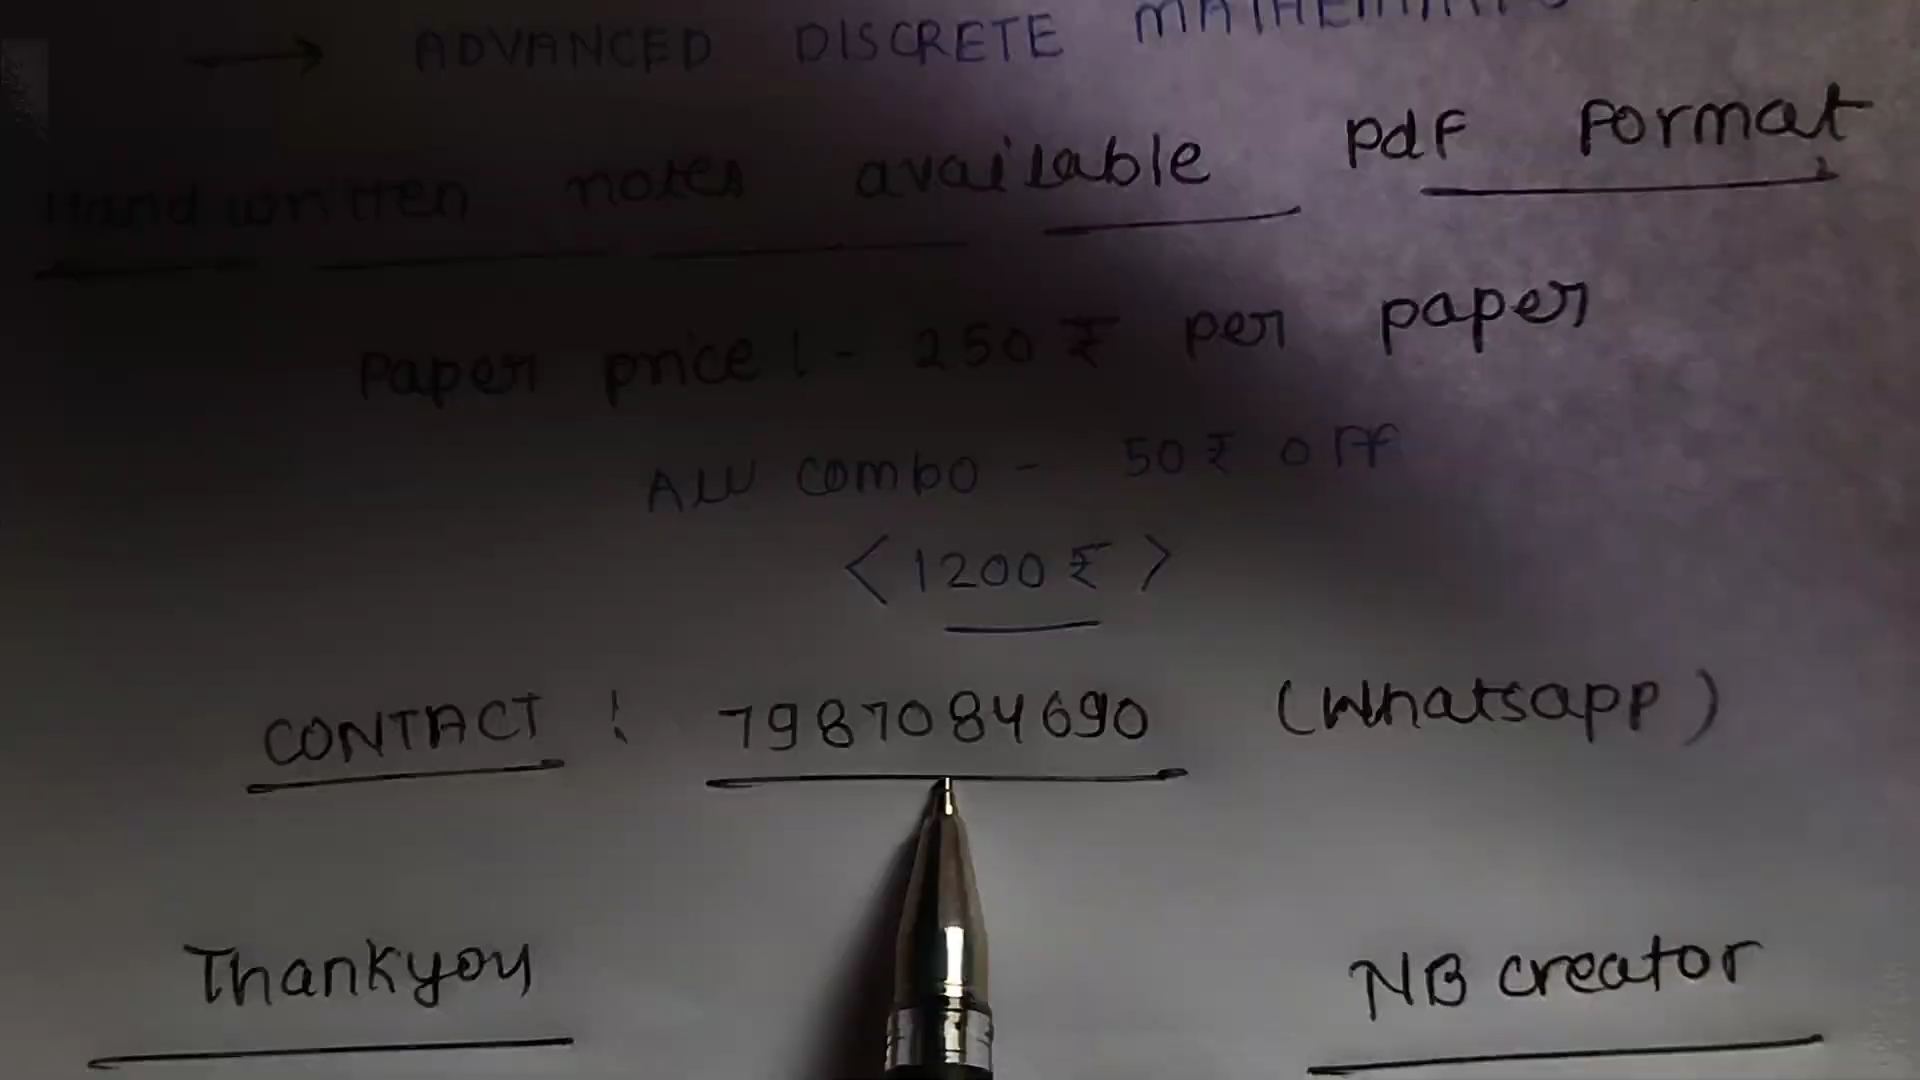 → ADVANCED DISCRETE MATHEMATICS
Handwritten notes available pdf format
Paper price :- 250 ₹ per paper
All combo - 50 ₹ off
<1200 ₹>
CONTACT : 7987084690 (Whatsapp)
Thankyou
NB creator